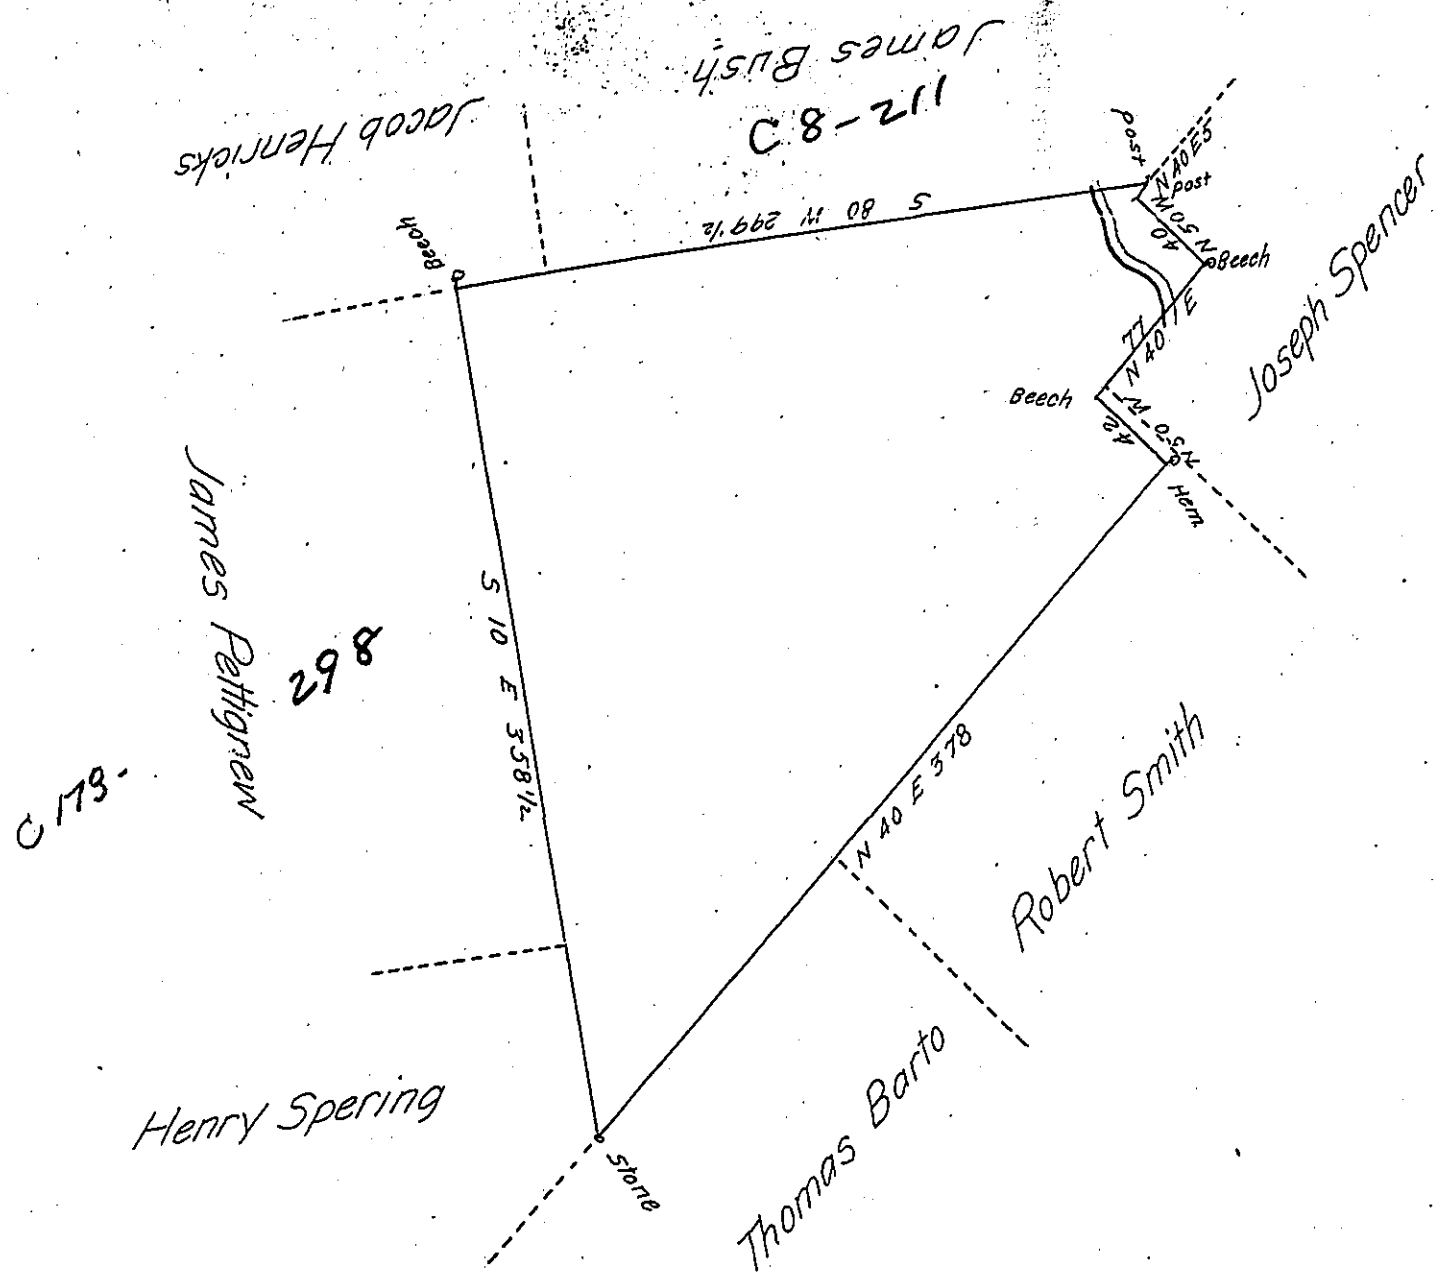 James Bush
C 8-211
Jacob Henricks
Post
N 40 E 5
Post
N 50 W
40
Beech
S 80 W 299 1/2
Beech
Joseph Spencer
N 40 E
77
Beech
N 50 W
42
Hem.
James Pettignew
298
C 173-
S 10 E 358 1/2
N 40 E 378
Robert Smith
Henry Spering
Thomas Barto
Stone